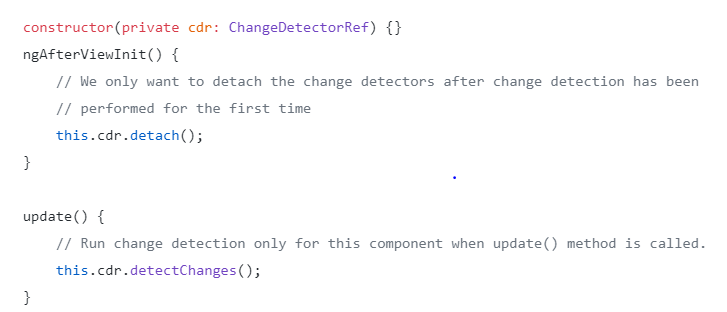 constructor(private cdr: ChangeDetectorRef) {}
ngAfterViewInit() {
    // We only want to detach the change detectors after change detection has been
    // performed for the first time
    this.cdr.detach();
}

update() {
    // Run change detection only for this component when update() method is called.
    this.cdr.detectChanges();
}